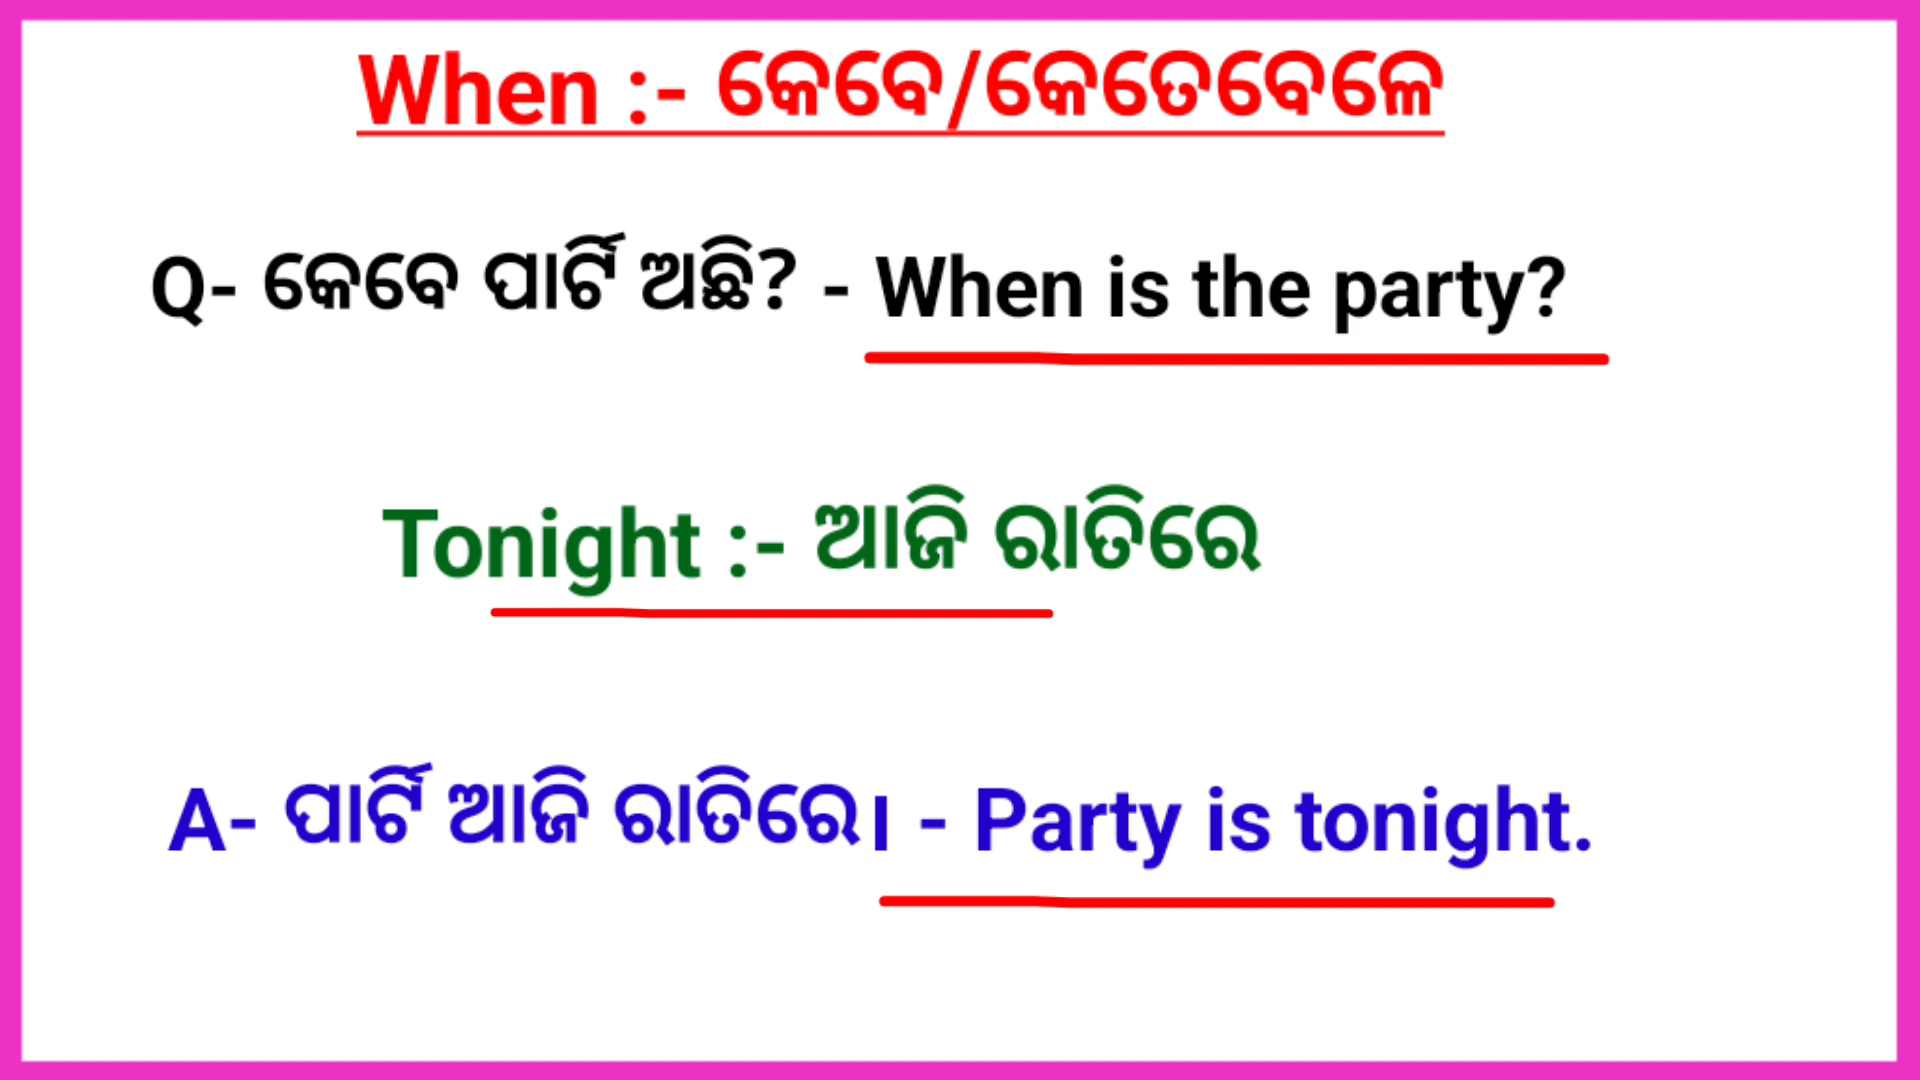 When :- କେବେ/କେତେବେଳେ
Q- କେବେ ପାର୍ଟି ଅଛି? - When is the party?
Tonight :- ଆଜି ରାତିରେ
A- ପାର୍ଟି ଆଜି ରାତିରେ। - Party is tonight.